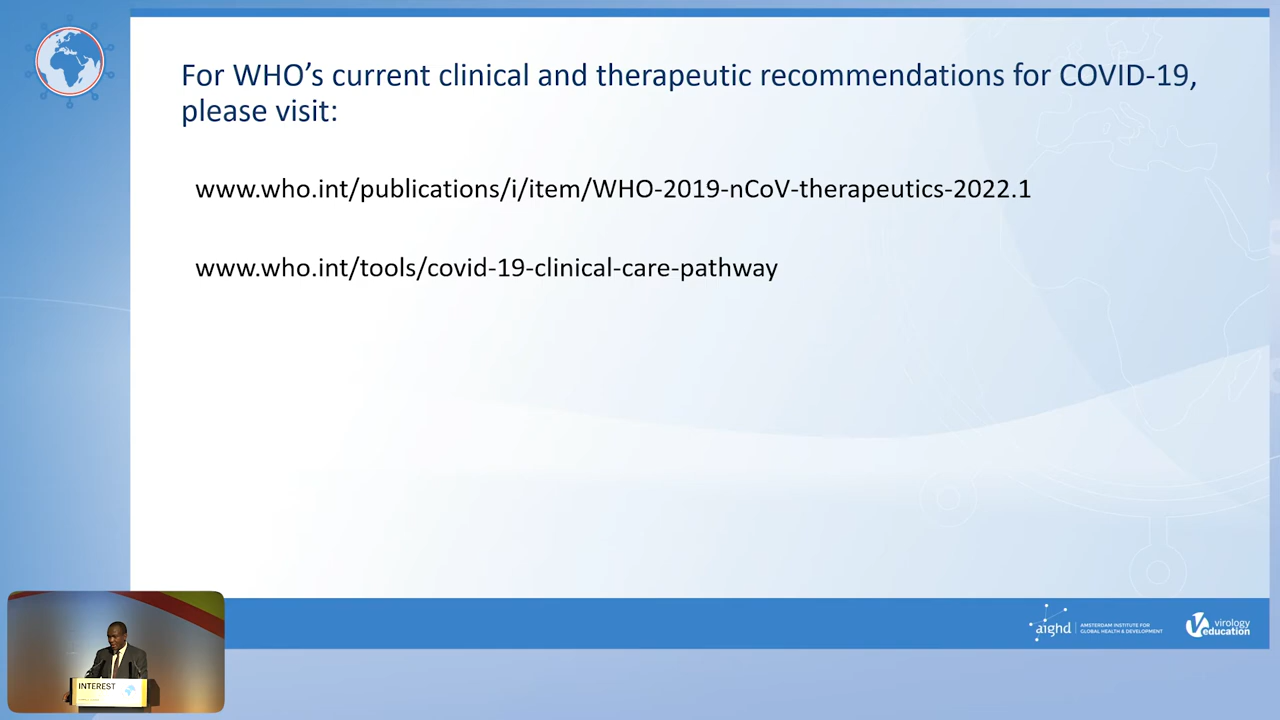 For WHO’s current clinical and therapeutic recommendations for COVID-19,
please visit:
www.who.int/publications/i/item/WHO-2019-nCoV-therapeutics-2022.1
www.who.int/tools/covid-19-clinical-care-pathway
INTEREST
aighd
AMSTERDAM INSTITUTE FOR
GLOBAL HEALTH & DEVELOPMENT
virology
education